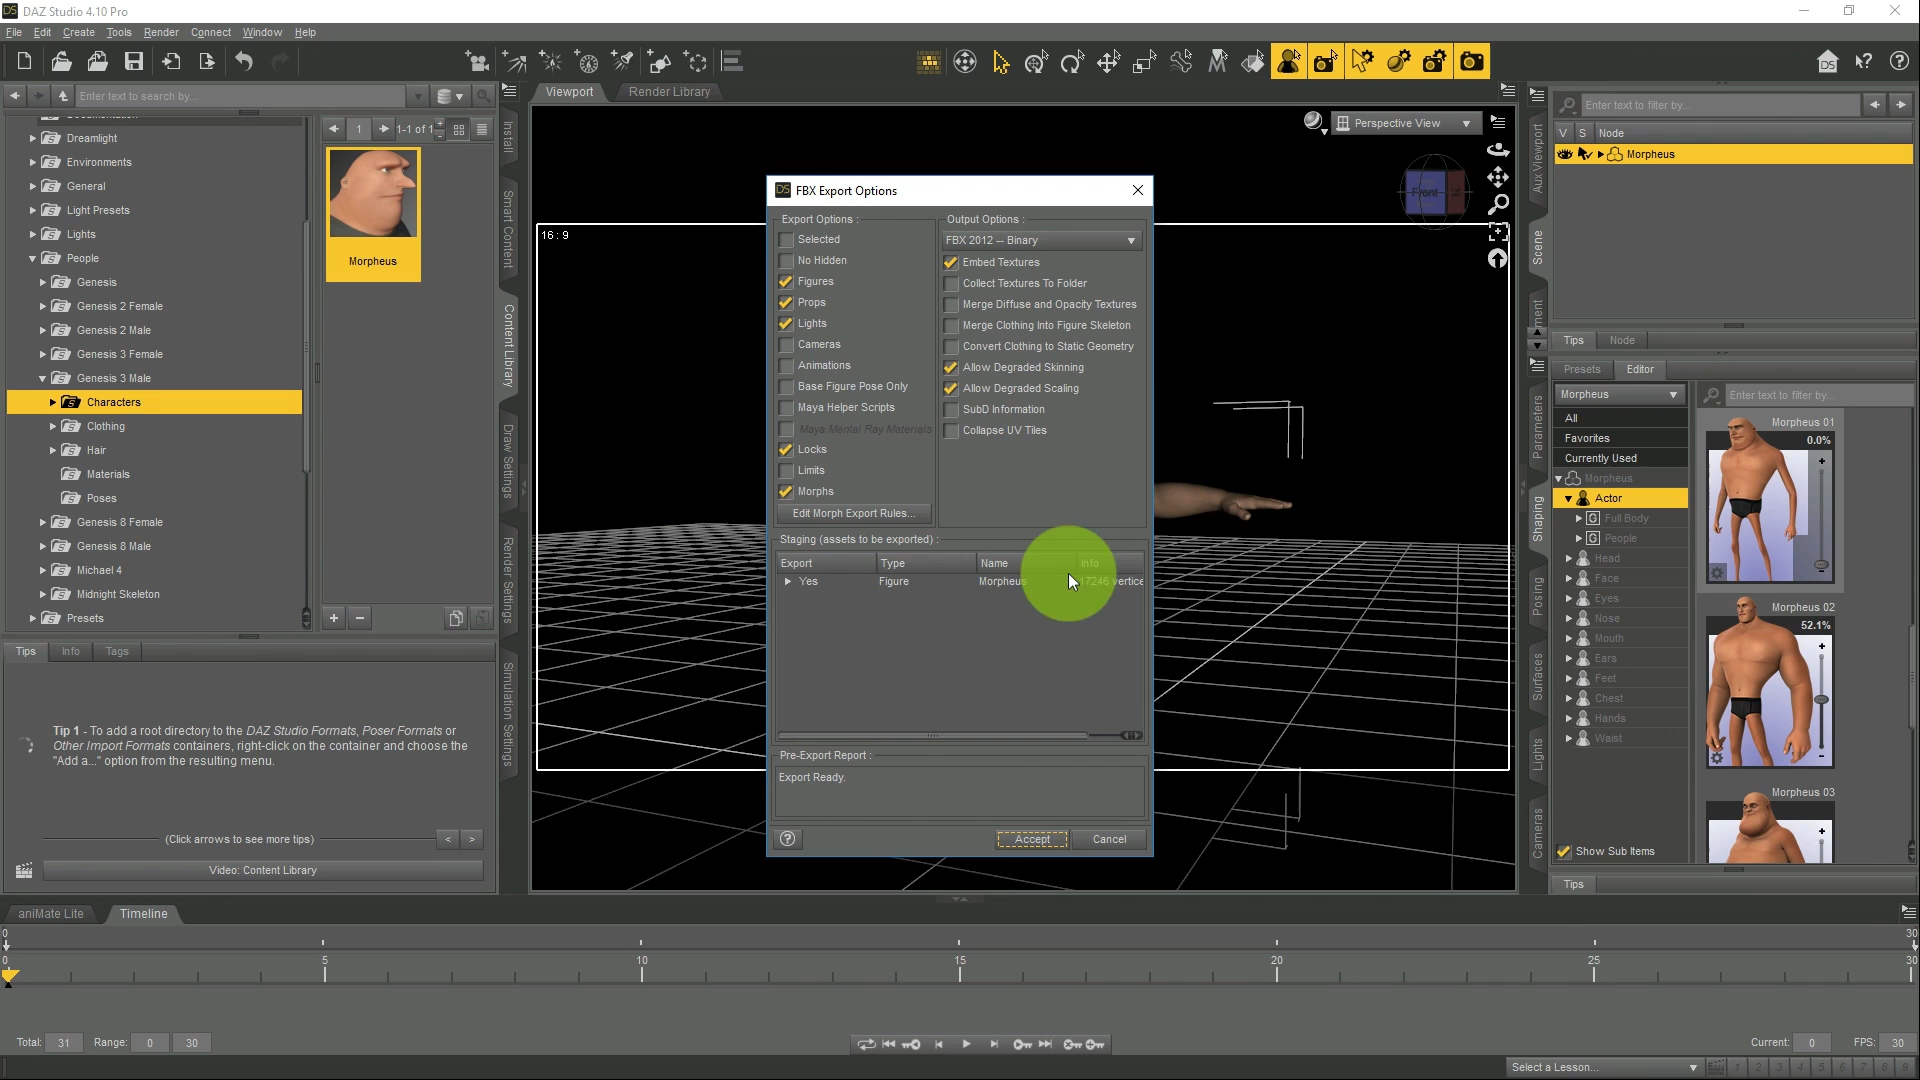 DAZ Studio 4.10 Pro
File Edit Create Tools Render Connect Window Help
Enter text to search by...
Dreamlight
Environments
General
Light Presets
Lights
People
Genesis
Genesis 2 Female
Genesis 2 Male
Genesis 3 Female
Genesis 3 Male
Characters
Clothing
Hair
Materials
Poses
Genesis 8 Female
Genesis 8 Male
Michael 4
Midnight Skeleton
Presets
1
1-1 of 1
Morpheus
Install
Smart Content
Content Library
Draw Settings
Render Settings
Simulation Settings
Tips Info Tags
Tip 1 - To add a root directory to the DAZ Studio Formats, Poser Formats or
Other Import Formats containers, right-click on the container and choose the
"Add a..." option from the resulting menu.
(Click arrows to see more tips)
< >
Video: Content Library
Viewport
Render Library
16 : 9
Perspective View
Front
FBX Export Options
Export Options :
Selected
No Hidden
Figures
Props
Lights
Cameras
Animations
Base Figure Pose Only
Maya Helper Scripts
Maya Mental Ray Materials
Locks
Limits
Morphs
Edit Morph Export Rules...
Output Options :
FBX 2012 -- Binary
Embed Textures
Collect Textures To Folder
Merge Diffuse and Opacity Textures
Merge Clothing Into Figure Skeleton
Convert Clothing to Static Geometry
Allow Degraded Skinning
Allow Degraded Scaling
SubD Information
Collapse UV Tiles
Staging (assets to be exported) :
Export Type Name Info
Yes Figure Morpheus 17246 vertice
Pre-Export Report :
Export Ready.
Accept Cancel
Aux Viewport
Scene
Enter text to filter by...
V S Node
Morpheus
Tips Node
Parameters
Shaping
Posing
Surfaces
Lights
Cameras
Presets Editor
Morpheus
Enter text to filter by...
All
Favorites
Currently Used
Morpheus
Actor
Full Body
People
Head
Face
Eyes
Nose
Mouth
Ears
Feet
Chest
Hands
Waist
Show Sub Items
Morpheus 01
0.0%
Morpheus 02
52.1%
Morpheus 03
Tips
aniMate Lite Timeline
0 30
0 5 10 15 20 25 30
Total: 31 Range: 0 30
Current: 0 FPS: 30
Select a Lesson...
1 2 3 4 5 6 7 8 9